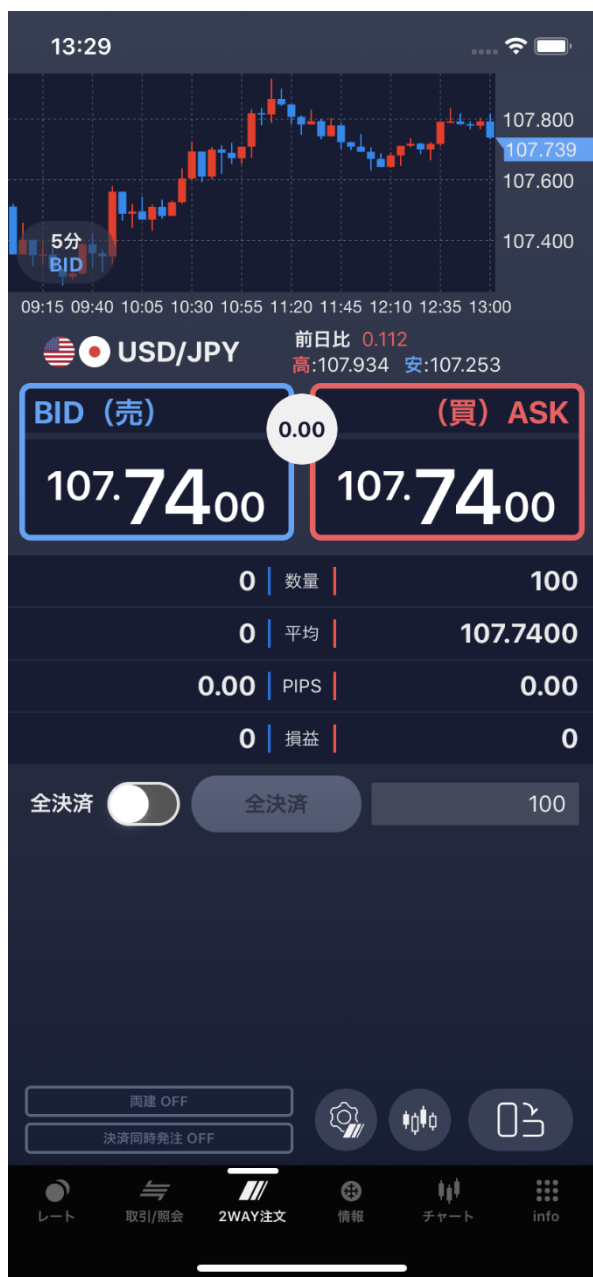 13:29
107.800
107.739
107.600
107.400
5分
BID
09:15 09:40 10:05 10:30 10:55 11:20 11:45 12:10 12:35 13:00
USD/JPY
前日比 0.112
高:107.934 安:107.253
BID（売）
0.00
（買）ASK
107.7400
107.7400
0 数量 100
0 平均 107.7400
0.00 PIPS 0.00
0 損益 0
全決済 全決済 100
両建 OFF
決済同時発注 OFF
レート 取引/照会 2WAY注文 情報 チャート info